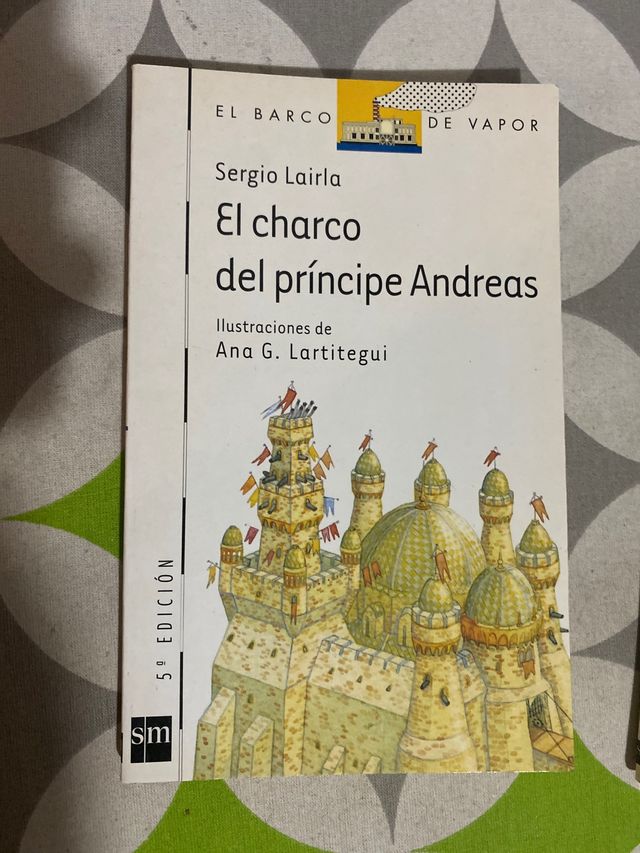 EL BARCO DE VAPOR
Sergio Lairla
El charco
del príncipe Andreas
Ilustraciones de
Ana G. Lartitegui
5ª EDICIÓN
sm